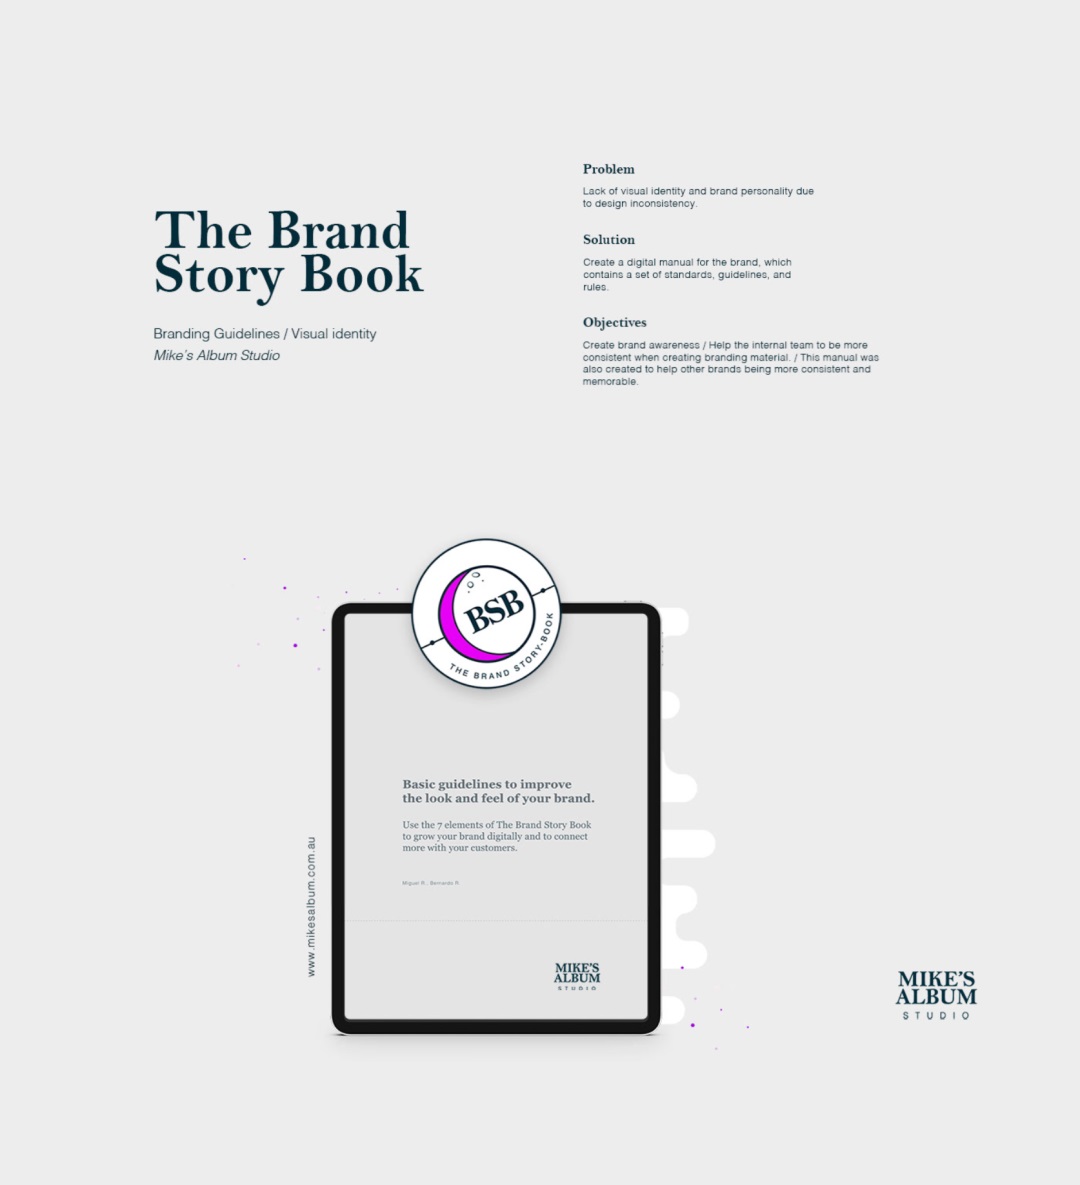 The Brand
Story Book
Branding Guidelines / Visual identity
Mike's Album Studio
Problem
Lack of visual identity and brand personality due
to design inconsistency.
Solution
Create a digital manual for the brand, which
contains a set of standards, guidelines, and
rules.
Objectives
Create brand awareness / Help the internal team to be more
consistent when creating branding material. / This manual was
also created to help other brands being more consistent and
memorable.
BSB
THE BRAND STORY-BOOK
Basic guidelines to improve
the look and feel of your brand.
Use the 7 elements of The Brand Story Book
to grow your brand digitally and to connect
more with your customers.
Miguel R . Bernardo R
MIKE'S
ALBUM
STUDIO
www.mikesalbum.com.au
MIKE'S
ALBUM
STUDIO